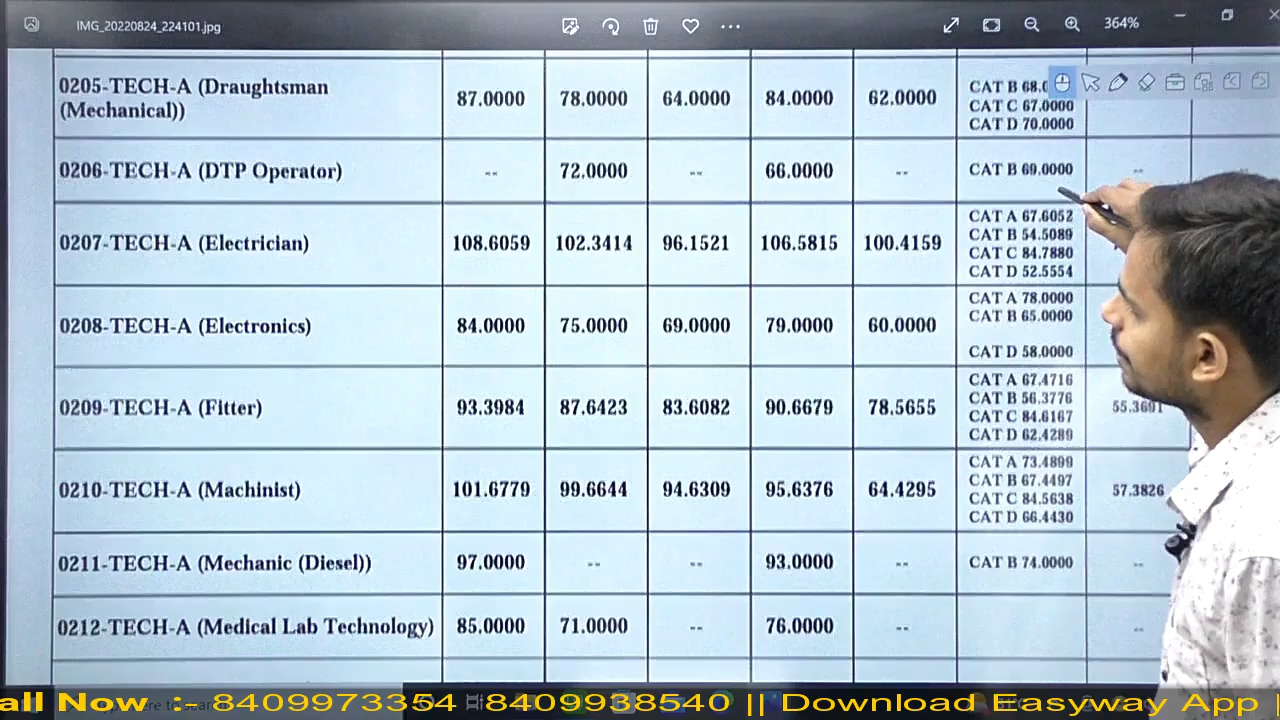 IMG_20220824_224101.jpg
364%
0205-TECH-A (Draughtsman
(Mechanical))
87.0000 78.0000 64.0000 84.0000 62.0000
CAT B 68.0
CAT C 67.0000
CAT D 70.0000
0206-TECH-A (DTP Operator)
-- 72.0000 -- 66.0000 -- CAT B 69.0000 --
0207-TECH-A (Electrician)
108.6059 102.3414 96.1521 106.5815 100.4159
CAT A 67.6052
CAT B 54.5089
CAT C 84.7880
CAT D 52.5554
0208-TECH-A (Electronics)
84.0000 75.0000 69.0000 79.0000 60.0000
CAT A 78.0000
CAT B 65.0000
CAT D 58.0000
0209-TECH-A (Fitter)
93.3984 87.6423 83.6082 90.6679 78.5655
CAT A 67.4716
CAT B 56.3776
CAT C 84.6167
CAT D 62.4289
55.3691
0210-TECH-A (Machinist)
101.6779 99.6644 94.6309 95.6376 64.4295
CAT A 73.4899
CAT B 67.4497
CAT C 84.5638
CAT D 66.4430
57.3826
0211-TECH-A (Mechanic (Diesel))
97.0000 -- -- 93.0000 -- CAT B 74.0000 --
0212-TECH-A (Medical Lab Technology)
85.0000 71.0000 -- 76.0000 -- --
all Now :- 8409973354 8409938540 || Download Easyway App |